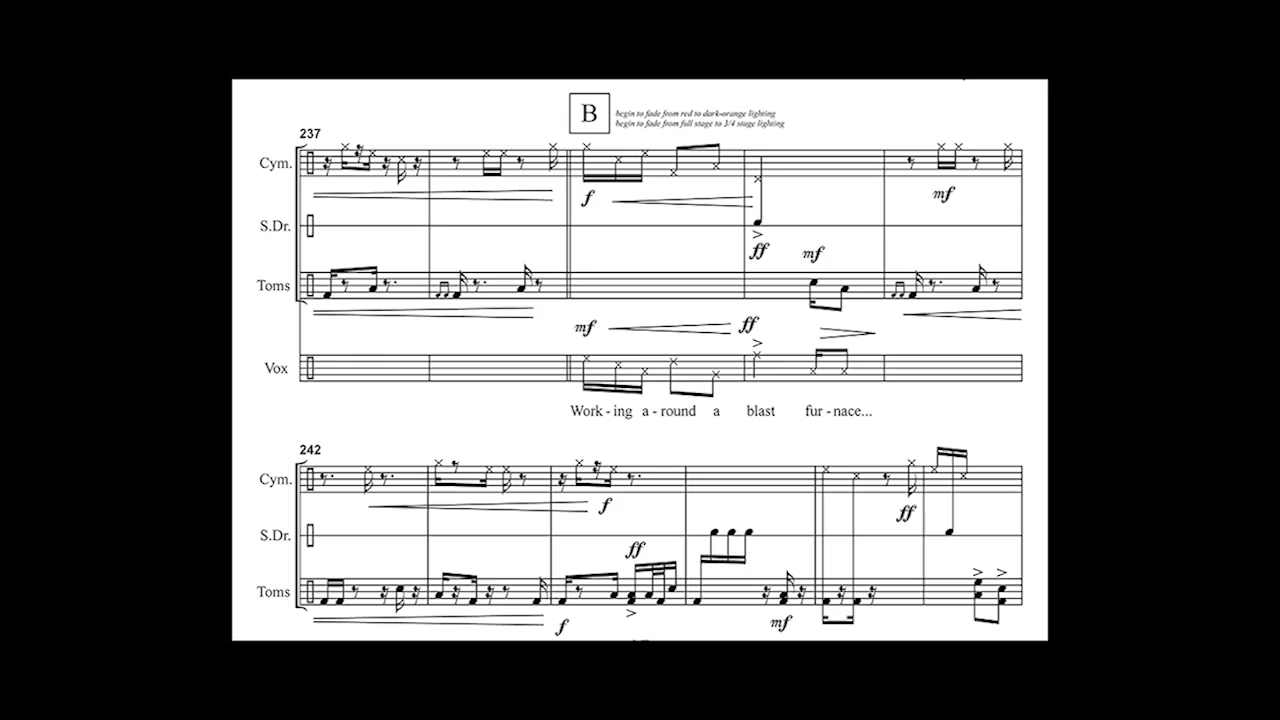 B
begin to fade from red to dark-orange lighting
begin to fade from full stage to 3/4 stage lighting
237
Cym.
f
mf
S.Dr.
ff
mf
Toms
mf
ff
Vox
Work - ing a - round a blast fur - nace...
242
Cym.
f
ff
S.Dr.
ff
Toms
f
mf